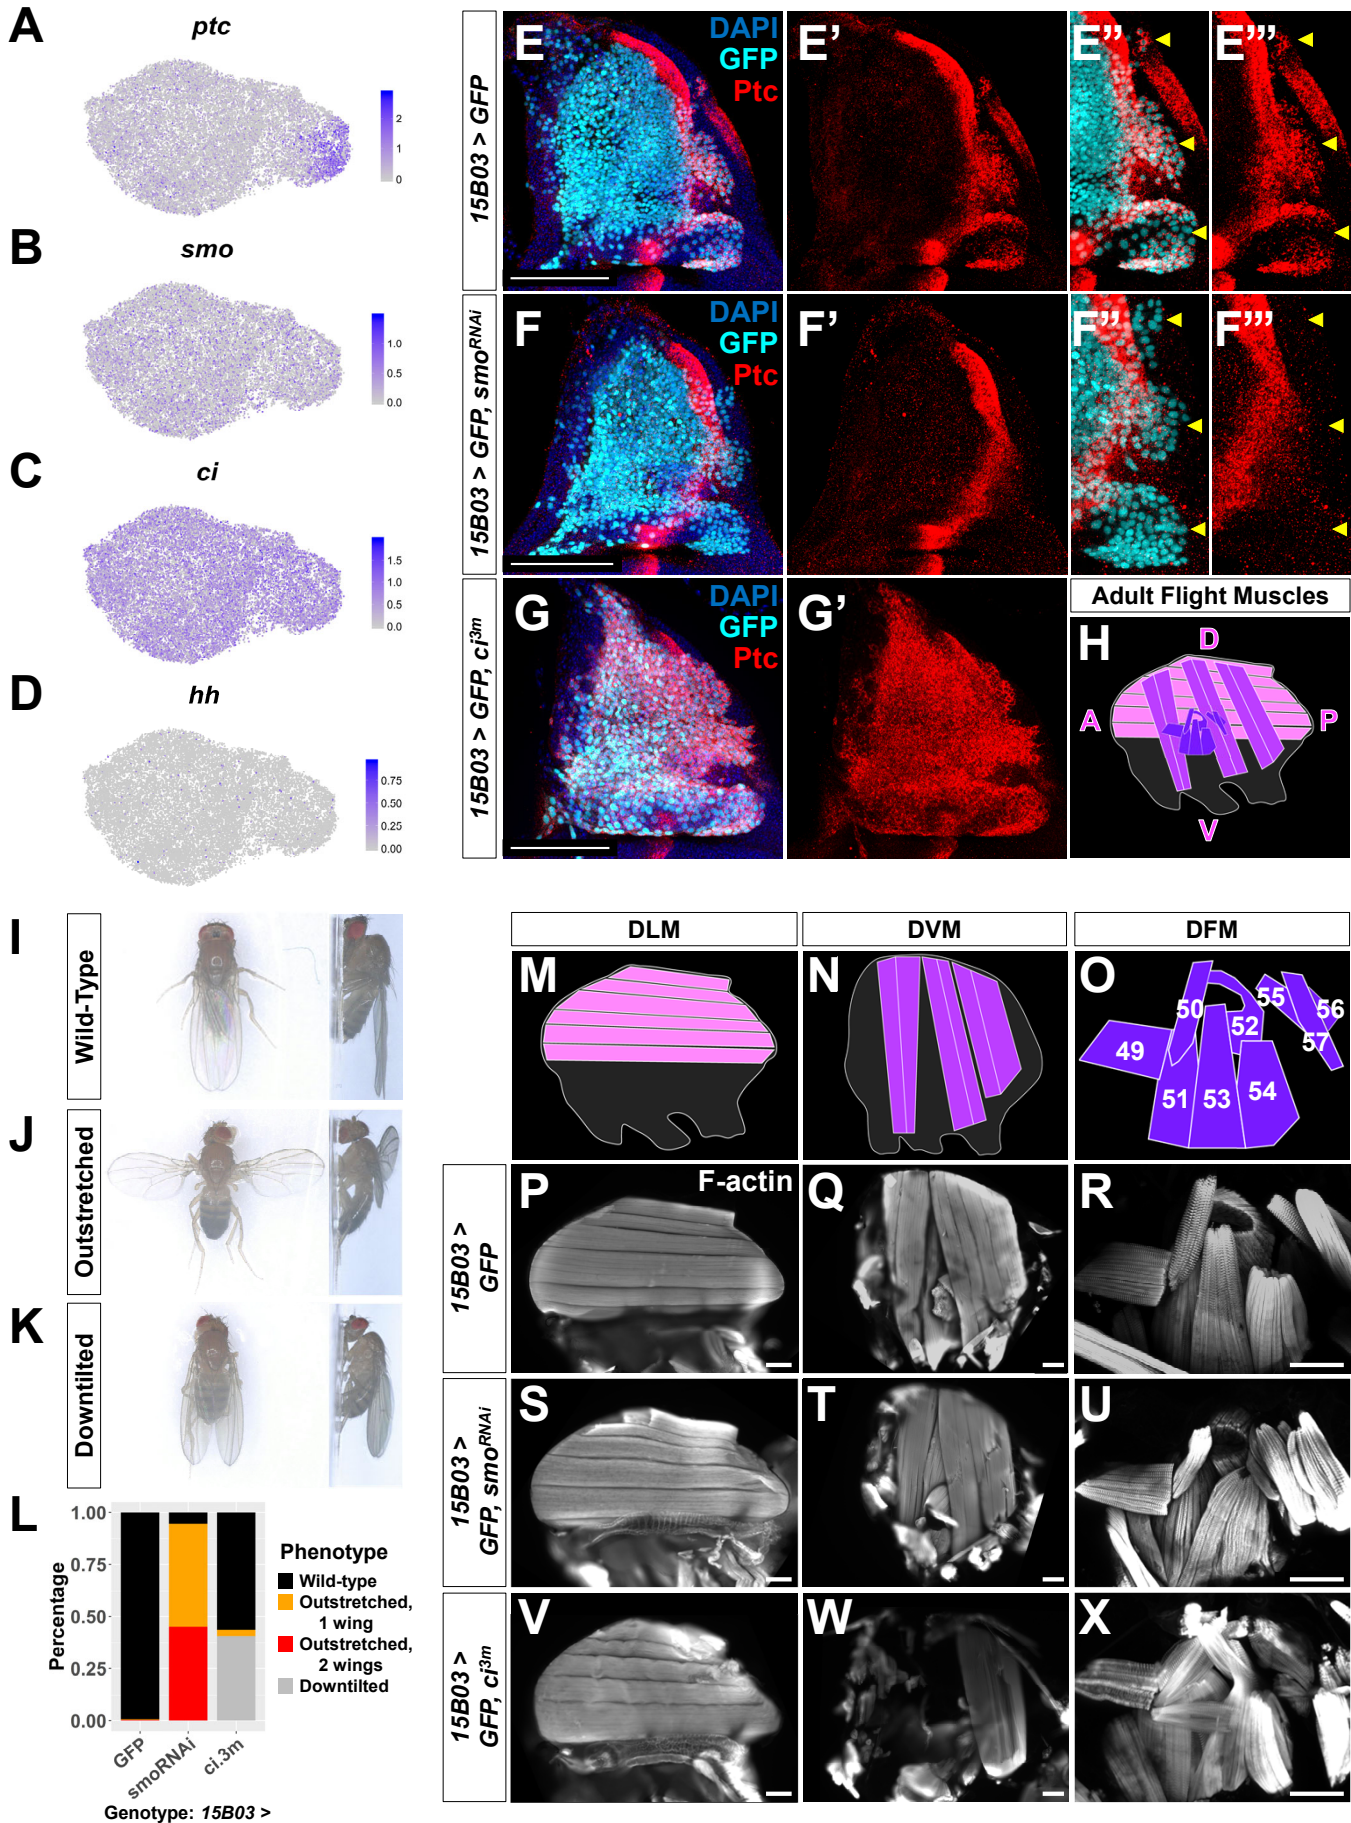 A
ptc
2
1
0
B
smo
1.0
0.5
0.0
C
ci
1.5
1.0
0.5
0.0
D
hh
0.75
0.50
0.25
0.00
15B03 > GFP
E
DAPI
GFP
Ptc
E’
E’’
E’’’
15B03 > GFP, smoRNAi
F
DAPI
GFP
Ptc
F’
F’’
F’’’
15B03 > GFP, ci3m
G
DAPI
GFP
Ptc
G’
Adult Flight Muscles
H
D
A
P
V
I
Wild-Type
J
Outstretched
K
Downtilted
L
1.00
0.75
0.50
0.25
0.00
Percentage
GFP
smoRNAi
ci.3m
Genotype: 15B03 >
Phenotype
Wild-type
Outstretched,
1 wing
Outstretched,
2 wings
Downtilted
DLM
DVM
DFM
M
N
O
49
50
51
52
53
54
55
56
57
15B03 >
GFP
P
F-actin
Q
R
15B03 >
GFP, smoRNAi
S
T
U
15B03 >
GFP, ci3m
V
W
X